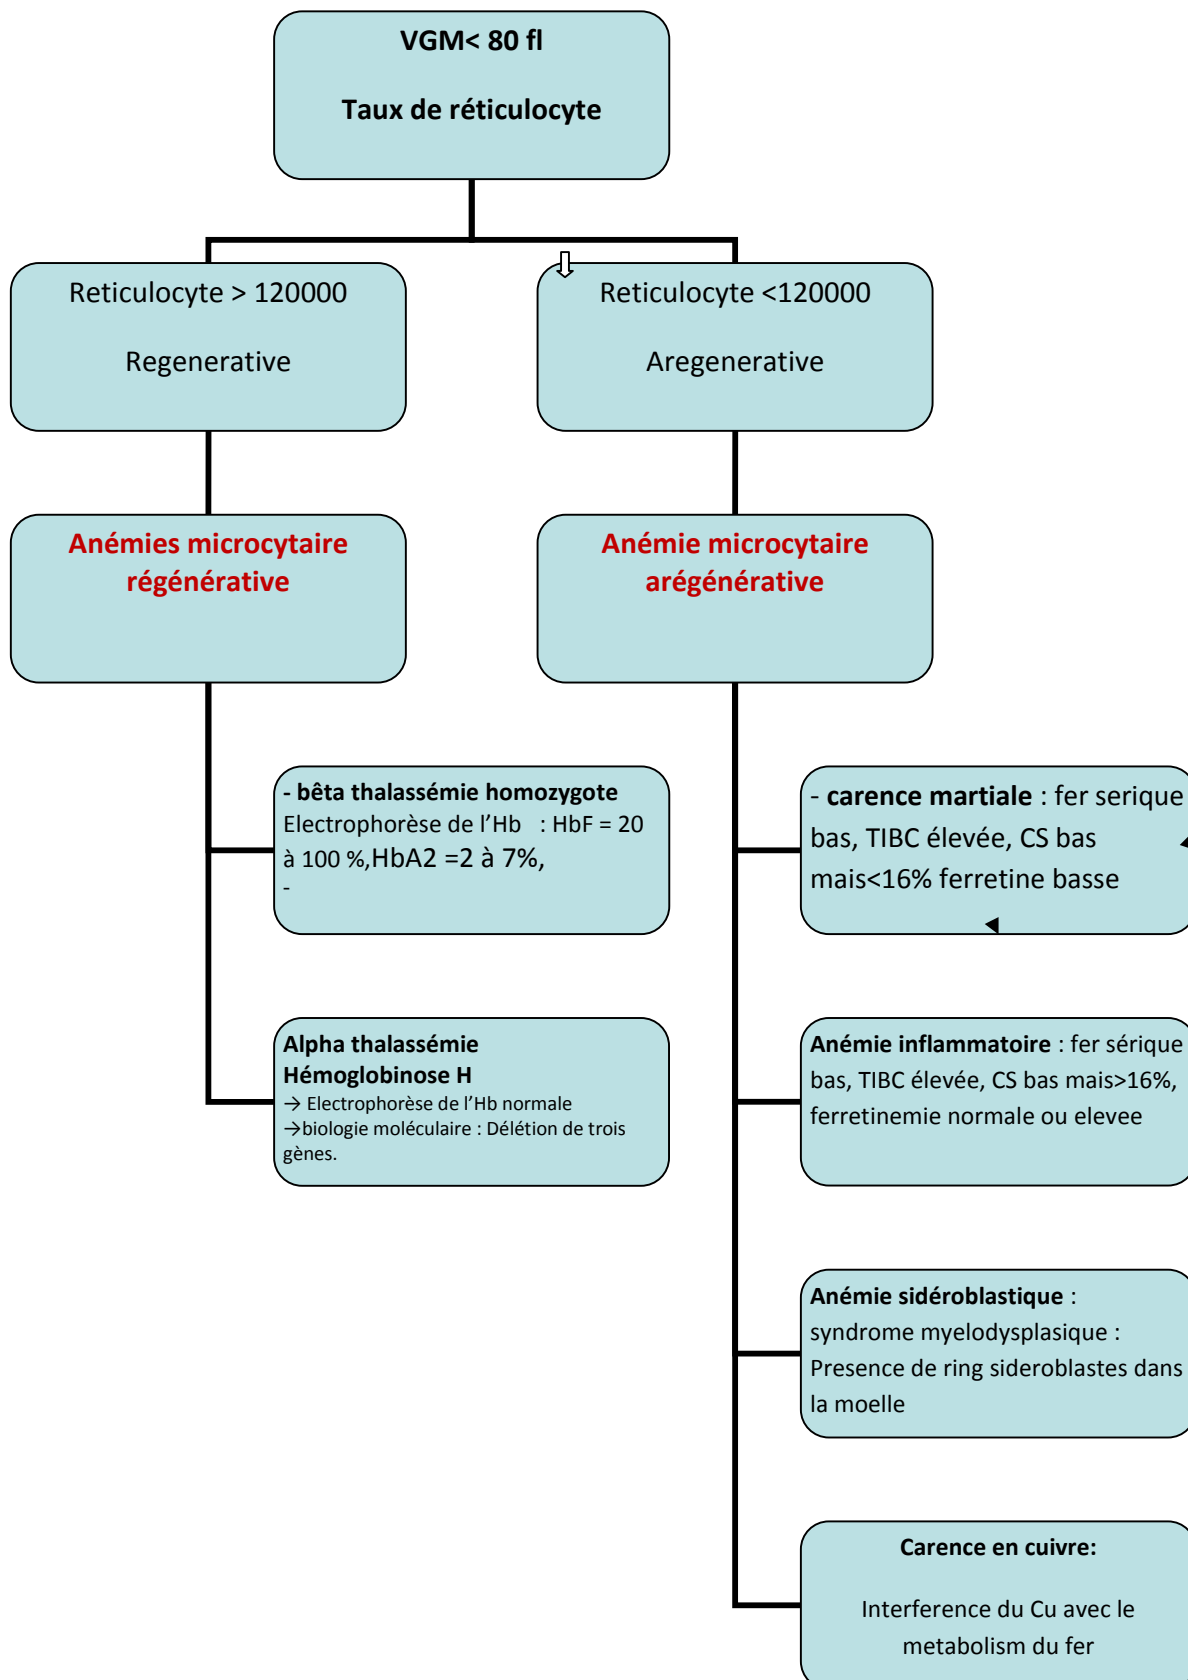 VGM< 80 fl
Taux de réticulocyte
Reticulocyte > 120000
Regenerative
Reticulocyte <120000
Aregenerative
Anémies microcytaire
régénérative
Anémie microcytaire
arégénérative
- bêta thalassémie homozygote
Electrophorèse de l’Hb : HbF = 20
à 100 %,HbA2 =2 à 7%,
-
Alpha thalassémie
Hémoglobinose H
→ Electrophorèse de l’Hb normale
→biologie moléculaire : Délétion de trois
gènes.
- carence martiale : fer serique
bas, TIBC élevée, CS bas
mais<16% ferretine basse
Anémie inflammatoire : fer sérique
bas, TIBC élevée, CS bas mais>16%,
ferretinemie normale ou elevee
Anémie sidéroblastique :
syndrome myelodysplasique :
Presence de ring sideroblastes dans
la moelle
Carence en cuivre:
Interference du Cu avec le
metabolism du fer